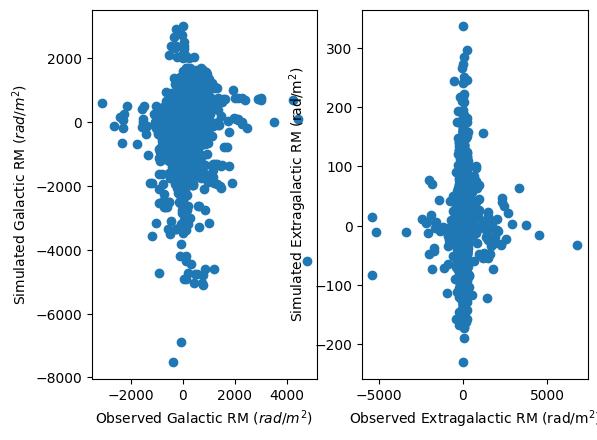 2000
0
−2000
−4000
−6000
−8000
−2000 0 2000 4000
Simulated Galactic RM (rad/m²)
Observed Galactic RM (rad/m²)
300
200
100
0
−100
−200
−5000 0 5000
Simulated Extragalactic RM (rad/m²)
Observed Extragalactic RM (rad/m²)